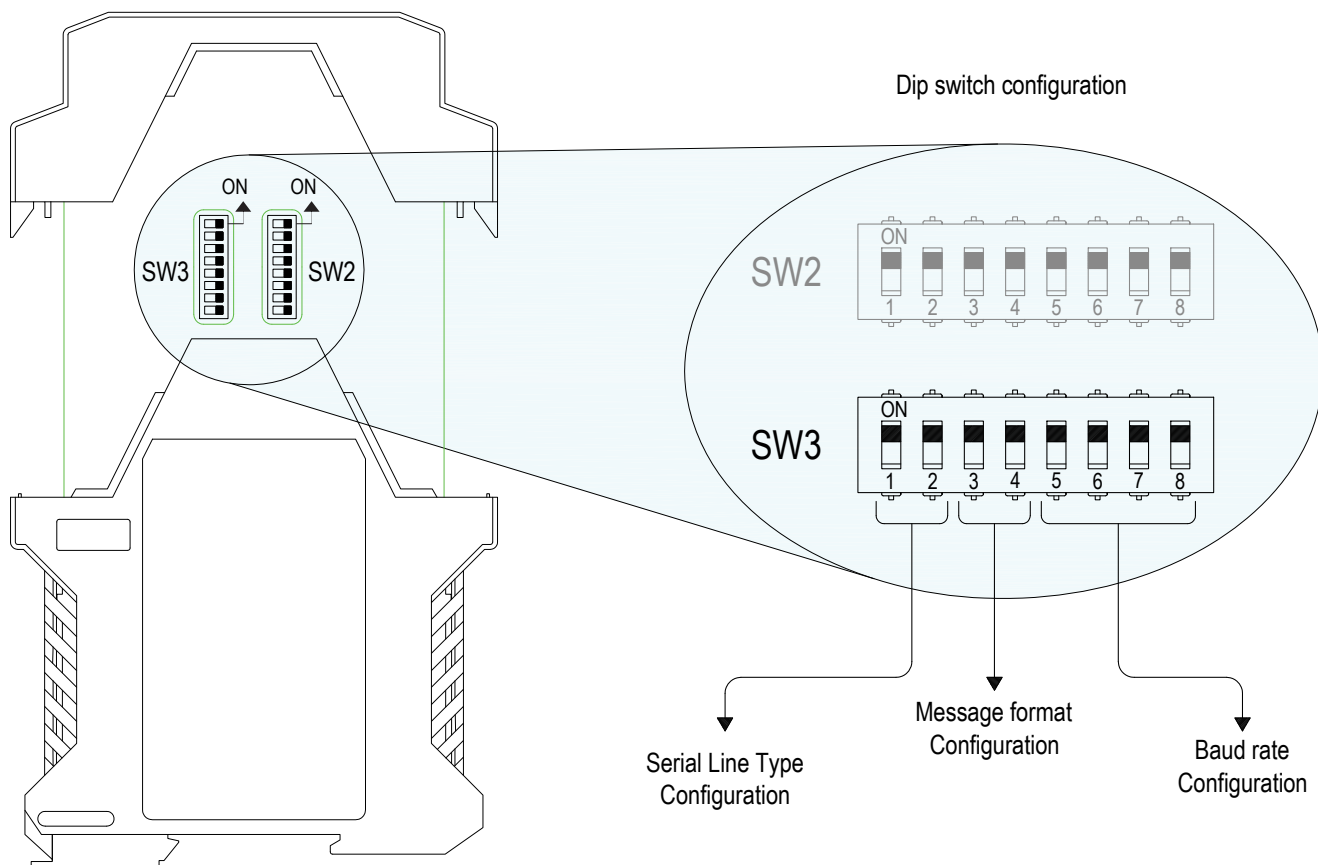 Dip switch configuration
ON ON
SW3 SW2
ON
SW2
1 2 3 4 5 6 7 8
ON
SW3
1 2 3 4 5 6 7 8
Serial Line Type
Configuration
Message format
Configuration
Baud rate
Configuration